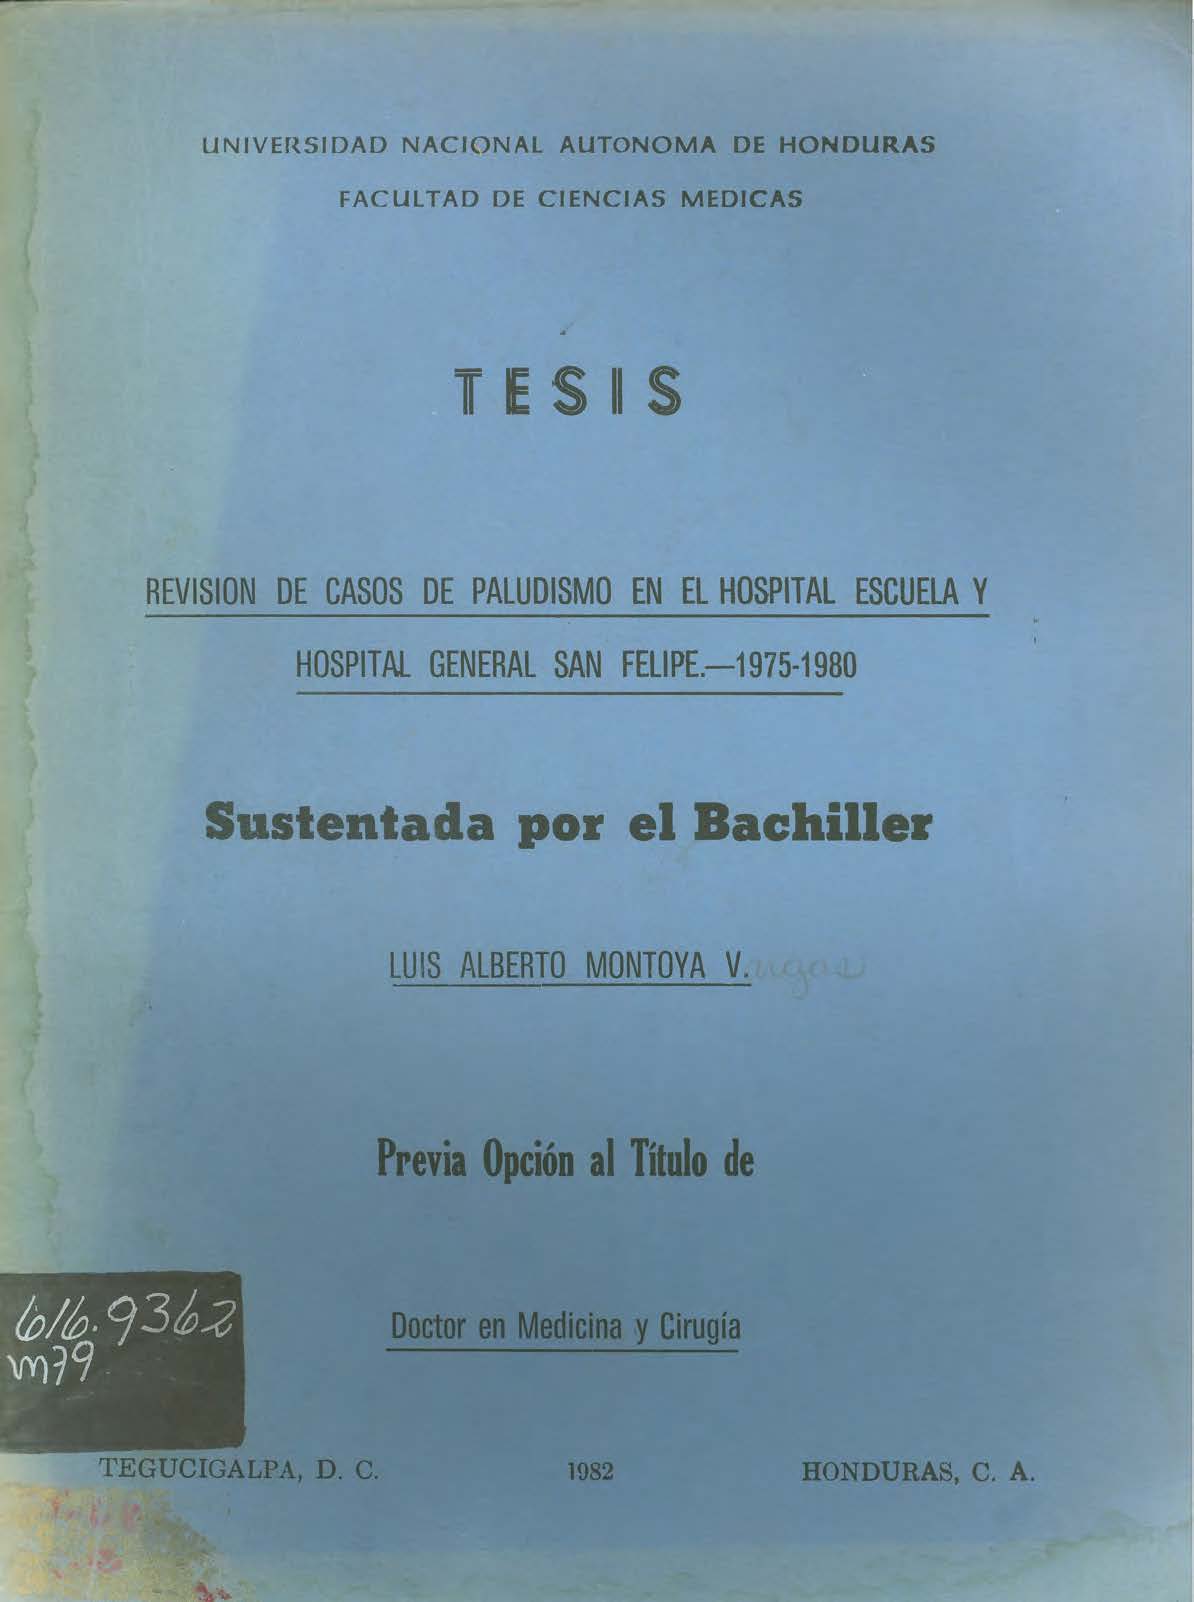 UNIVERSIDAD NACIONAL AUTONOMA DE HONDURAS
FACULTAD DE CIENCIAS MEDICAS
TESIS
REVISION DE CASOS DE PALUDISMO EN EL HOSPITAL ESCUELA Y
HOSPITAL GENERAL SAN FELIPE.—1975-1980
Sustentada por el Bachiller
LUIS ALBERTO MONTOYA V.
Previa Opción al Título de
Doctor en Medicina y Cirugía
616.9362
M79
TEGUCIGALPA, D. C. 1982 HONDURAS, C. A.